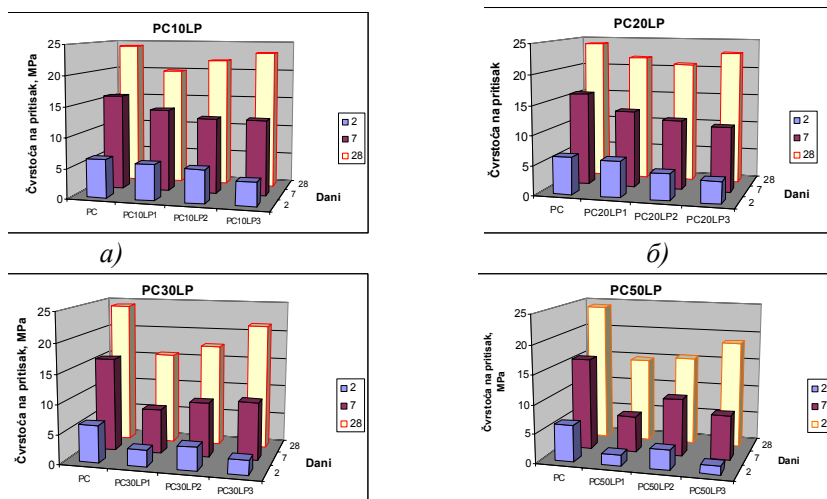 PC10LP
Čvrstoća na pritisak, MPa
25
20
15
10
5
0
PC
PC10LP1
PC10LP2
PC10LP3
2
7
28
Dani
2
7
28
а)
PC20LP
Čvrstoća na pritisak
25
20
15
10
5
0
PC
PC20LP1
PC20LP2
PC20LP3
2
7
28
Dani
2
7
28
б)
PC30LP
Čvrstoća na pritisak, MPa
25
20
15
10
5
0
PC
PC30LP1
PC30LP2
PC30LP3
2
7
28
Dani
2
7
28
PC50LP
Čvrstoća na pritisak,
MPa
25
20
15
10
5
0
PC
PC50LP1
PC50LP2
PC50LP3
2
7
28
Dani
2
7
2